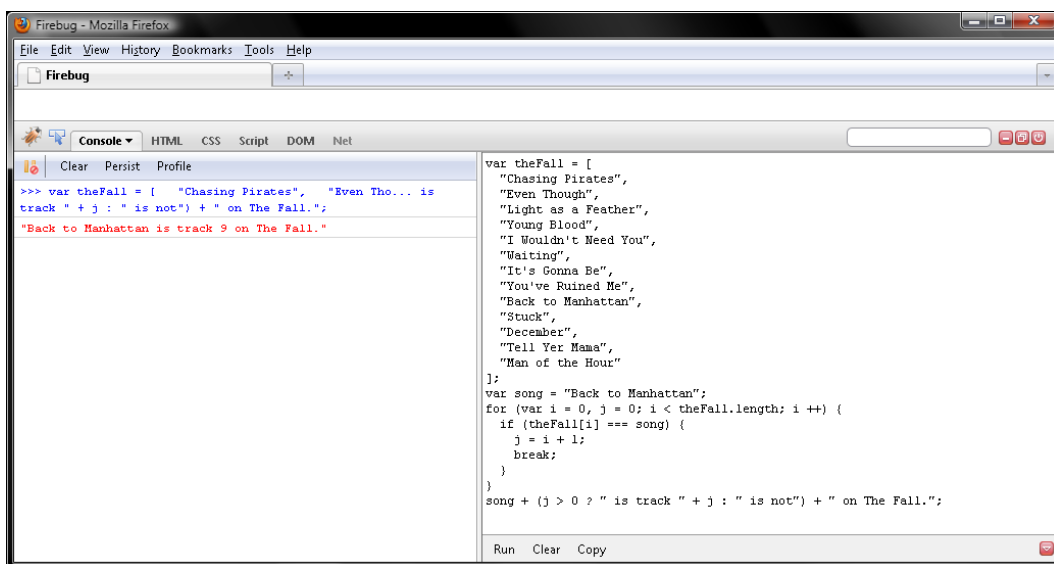 Firebug - Mozilla Firefox
File Edit View History Bookmarks Tools Help
Firebug
Console HTML CSS Script DOM Net
Clear Persist Profile
>>> var theFall = [   "Chasing Pirates",   "Even Tho... is
track " + j : " is not") + " on The Fall.";
"Back to Manhattan is track 9 on The Fall."
var theFall = [
  "Chasing Pirates",
  "Even Though",
  "Light as a Feather",
  "Young Blood",
  "I Wouldn't Need You",
  "Waiting",
  "It's Gonna Be",
  "You've Ruined Me",
  "Back to Manhattan",
  "Stuck",
  "December",
  "Tell Yer Mama",
  "Man of the Hour"
];
var song = "Back to Manhattan";
for (var i = 0, j = 0; i < theFall.length; i ++) {
  if (theFall[i] === song) {
    j = i + 1;
    break;
  }
}
song + (j > 0 ? " is track " + j : " is not") + " on The Fall.";
Run Clear Copy